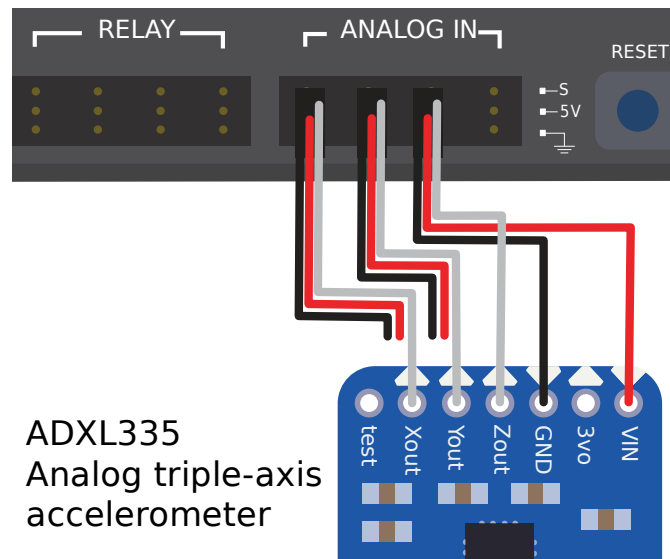 RELAY
ANALOG IN
RESET
S
5V
test
Xout
Yout
Zout
GND
3vo
VIN
ADXL335
Analog triple-axis
accelerometer